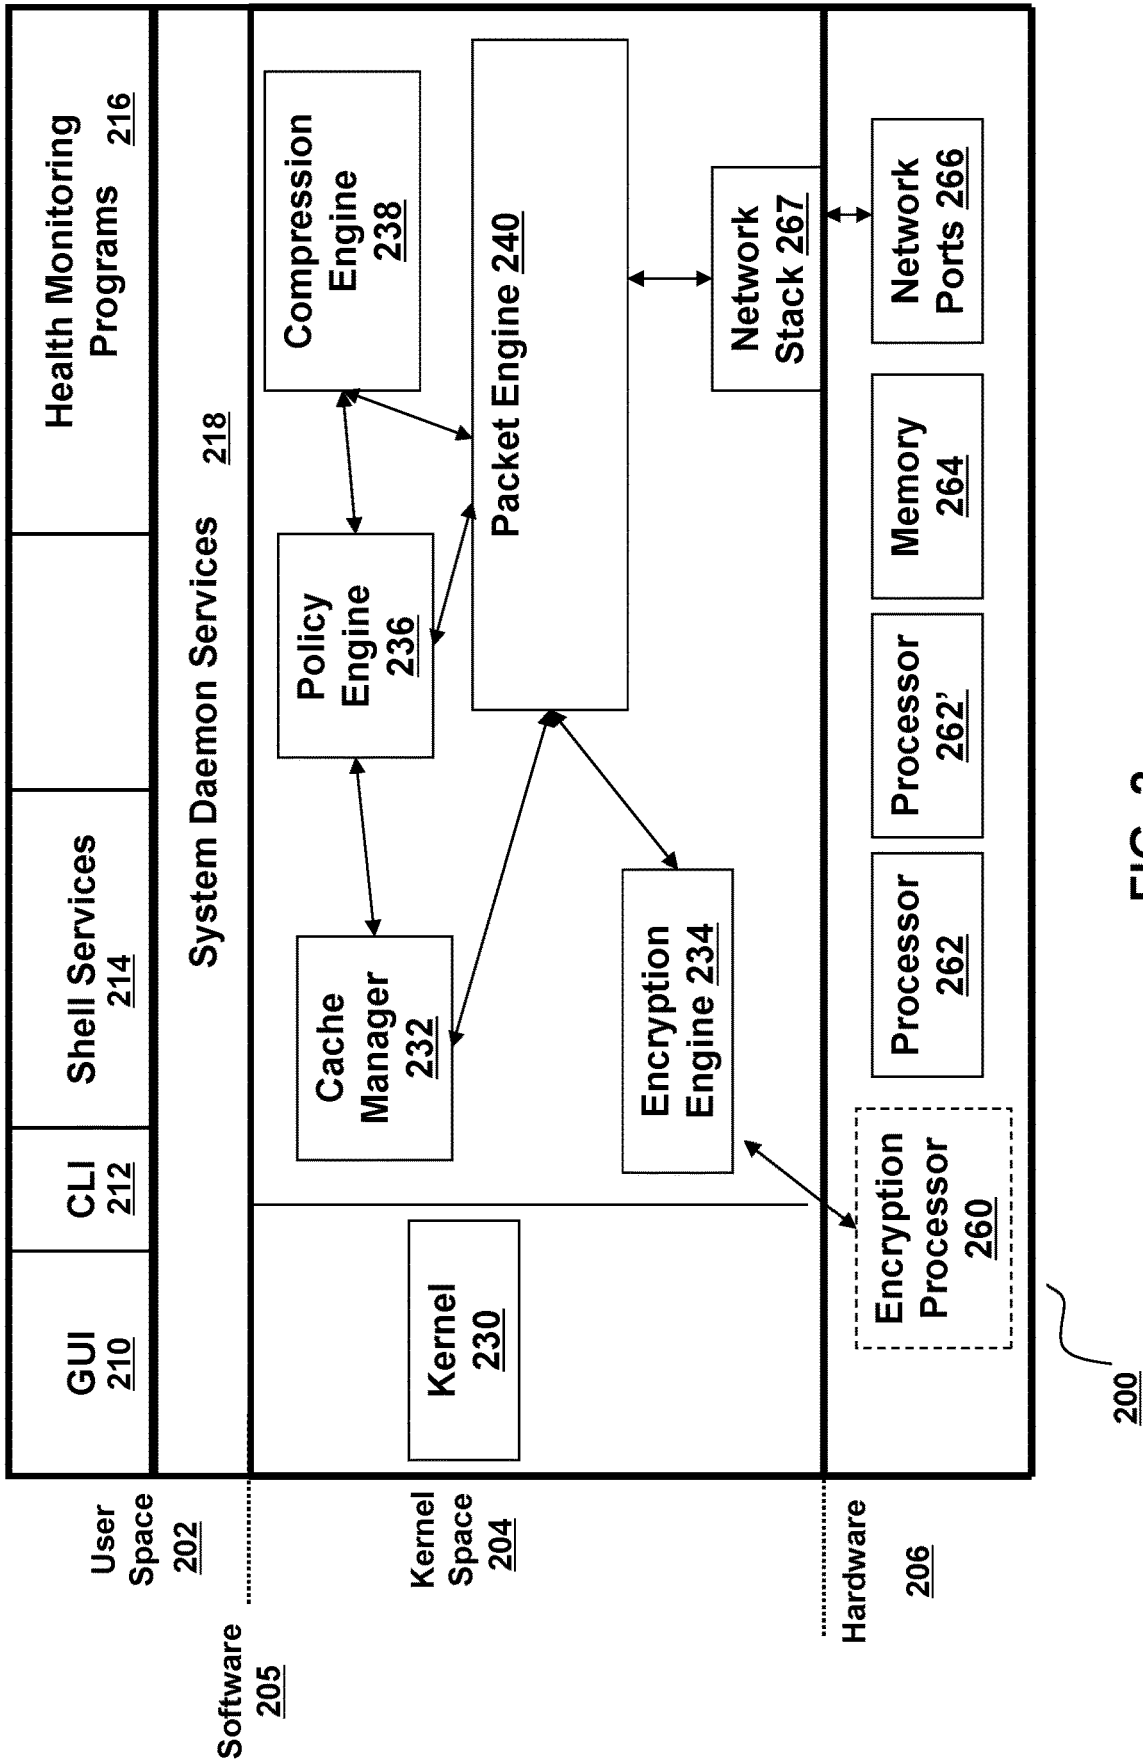 Software
205
User
Space
202
GUI
210
CLI
212
Shell Services
214
Health Monitoring
Programs 216
System Daemon Services 218
Kernel
Space
204
Kernel
230
Cache
Manager
232
Policy
Engine
236
Compression
Engine
238
Encryption
Engine 234
Packet Engine 240
Network
Stack 267
Hardware
206
Encryption
Processor
260
Processor
262
Processor
262’
Memory
264
Network
Ports 266
200